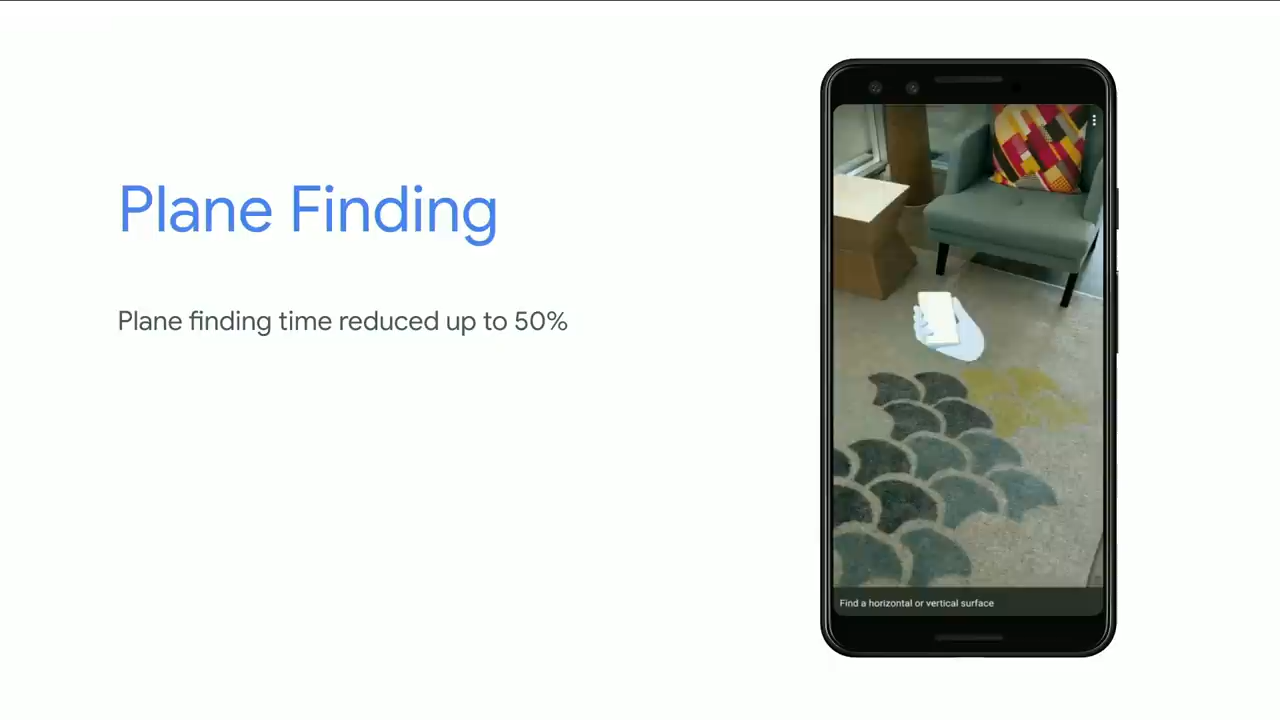 Plane Finding
Plane finding time reduced up to 50%
Find a horizontal or vertical surface